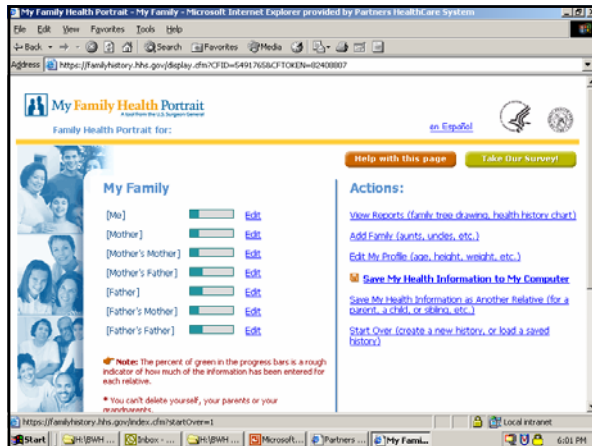 My Family Health Portrait - My Family - Microsoft Internet Explorer provided by Partners HealthCare System
File Edit View Favorites Tools Help
Back Search Favorites Media
Address https://familyhistory.hhs.gov/display.cfm?CFID=5491765&CFTOKEN=82400807
My Family Health Portrait
A tool from the U.S. Surgeon General
Family Health Portrait for:
en Español
Help with this page Take Our Survey!
My Family
[Me] Edit
[Mother] Edit
[Mother's Mother] Edit
[Mother's Father] Edit
[Father] Edit
[Father's Mother] Edit
[Father's Father] Edit
Note: The percent of green in the progress bars is a rough
indicator of how much of the information has been entered for
each relative.
* You can't delete yourself, your parents or your
grandparents.
Actions:
View Reports (family tree drawing, health history chart)
Add Family (aunts, uncles, etc.)
Edit My Profile (age, height, weight, etc.)
Save My Health Information to My Computer
Save My Health Information as Another Relative (for a
parent, a child, or sibling, etc.)
Start Over (create a new history, or load a saved
history)
https://familyhistory.hhs.gov/index.cfm?startOver=1 Local intranet
Start H:\BWH ... Inbox - ... H:\BWH ... Microsoft... Partners ... My Fami... 6:01 PM